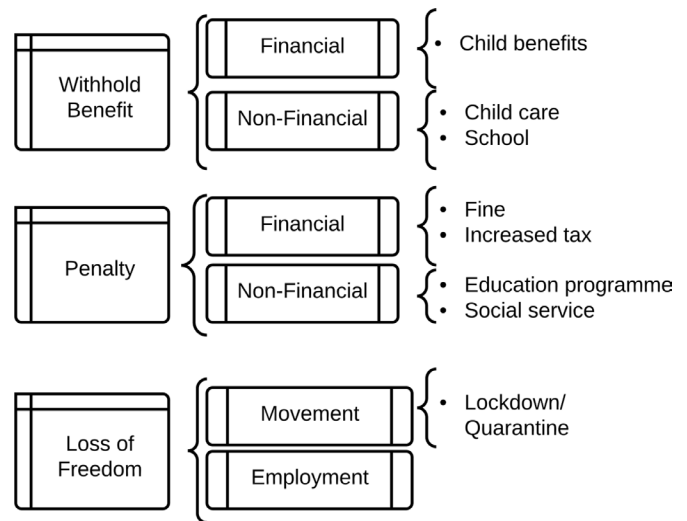 Withhold
Benefit
Financial
• Child benefits
Non-Financial
• Child care
• School
Penalty
Financial
• Fine
• Increased tax
Non-Financial
• Education programme
• Social service
Loss of
Freedom
Movement
• Lockdown/
Quarantine
Employment